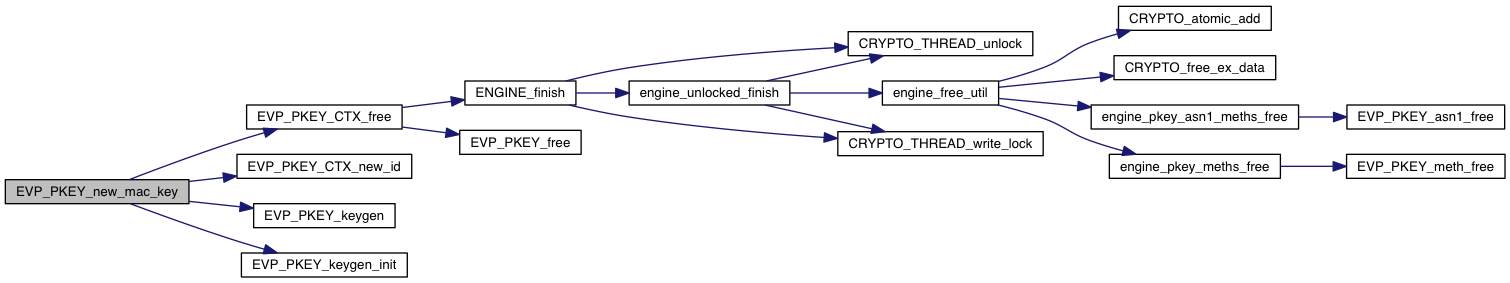 EVP_PKEY_new_mac_key
EVP_PKEY_CTX_free
EVP_PKEY_CTX_new_id
EVP_PKEY_keygen
EVP_PKEY_keygen_init
ENGINE_finish
EVP_PKEY_free
engine_unlocked_finish
CRYPTO_THREAD_unlock
engine_free_util
CRYPTO_THREAD_write_lock
CRYPTO_atomic_add
CRYPTO_free_ex_data
engine_pkey_asn1_meths_free
engine_pkey_meths_free
EVP_PKEY_asn1_free
EVP_PKEY_meth_free